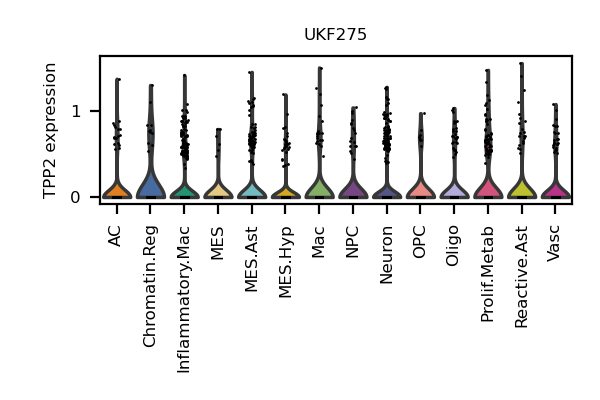 UKF275
TPP2 expression
1
0
AC
Chromatin.Reg
Inflammatory.Mac
MES
MES.Ast
MES.Hyp
Mac
NPC
Neuron
OPC
Oligo
Prolif.Metab
Reactive.Ast
Vasc